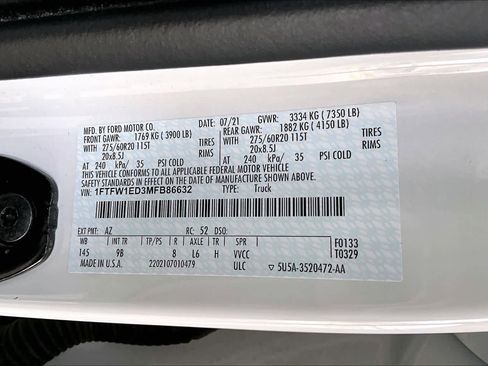 MFD. BY FORD MOTOR CO. DATE: 07/21 GVWR: 3334 KG ( 7350 LB)
FRONT GAWR: 1769 KG ( 3900 LB) REAR GAWR: 1882 KG ( 4150 LB)
WITH 275/60R20 115T TIRES WITH 275/60R20 115T TIRES
20x8.5J RIMS 20x8.5J RIMS
AT 240 kPa/ 35 PSI COLD AT 240 kPa/ 35 PSI COLD
THIS VEHICLE CONFORMS TO ALL APPLICABLE
FEDERAL MOTOR VEHICLE SAFETY
STANDARDS IN EFFECT ON THE DATE OF MANUFACTURE SHOWN ABOVE.
VIN: 1FTFW1ED3MFB86632 TYPE: Truck
EXT PNT: AZ RC: 52 DSO: F0133
WB INT TR TP/PS R AXLE TR SPR T0329
145 9B 8 L6 H VVCC
MADE IN U.S.A. 2202107010479 ULC ▽ 5U5A-3520472-AA